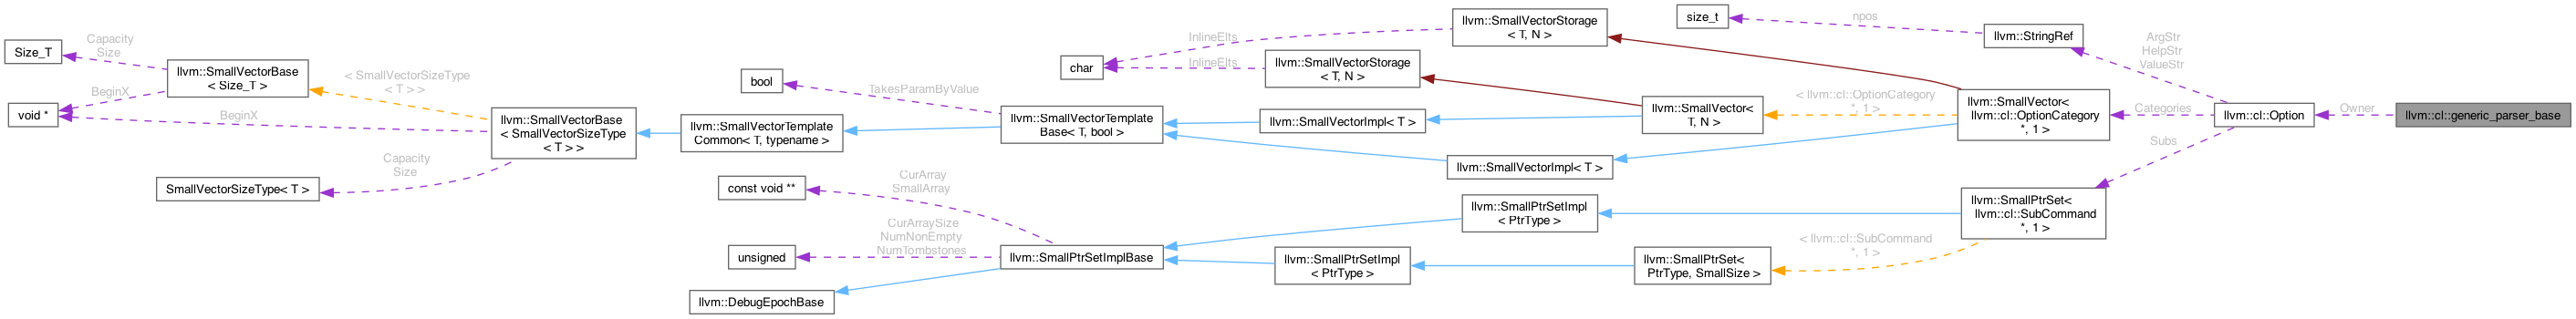 Size_T
void *
Capacity
Size
BeginX
llvm::SmallVectorBase
< Size_T >
SmallVectorSizeType< T >
< SmallVectorSizeType
< T > >
BeginX
Capacity
Size
llvm::SmallVectorBase
< SmallVectorSizeType
< T > >
llvm::SmallVectorTemplate
Common< T, typename >
bool
const void **
unsigned
llvm::DebugEpochBase
TakesParamByValue
CurArray
SmallArray
CurArraySize
NumNonEmpty
NumTombstones
llvm::SmallVectorTemplate
Base< T, bool >
llvm::SmallPtrSetImplBase
char
InlineElts
InlineElts
llvm::SmallVectorStorage
< T, N >
llvm::SmallVectorImpl< T >
llvm::SmallPtrSetImpl
< PtrType >
llvm::SmallVectorStorage
< T, N >
llvm::SmallVectorImpl< T >
llvm::SmallPtrSetImpl
< PtrType >
size_t
llvm::SmallVector<
T, N >
llvm::SmallPtrSet<
PtrType, SmallSize >
npos
< llvm::cl::OptionCategory
*, 1 >
< llvm::cl::SubCommand
*, 1 >
llvm::StringRef
llvm::SmallVector<
llvm::cl::OptionCategory
*, 1 >
llvm::SmallPtrSet<
llvm::cl::SubCommand
*, 1 >
ArgStr
HelpStr
ValueStr
Categories
Subs
llvm::cl::Option
Owner
llvm::cl::generic_parser_base